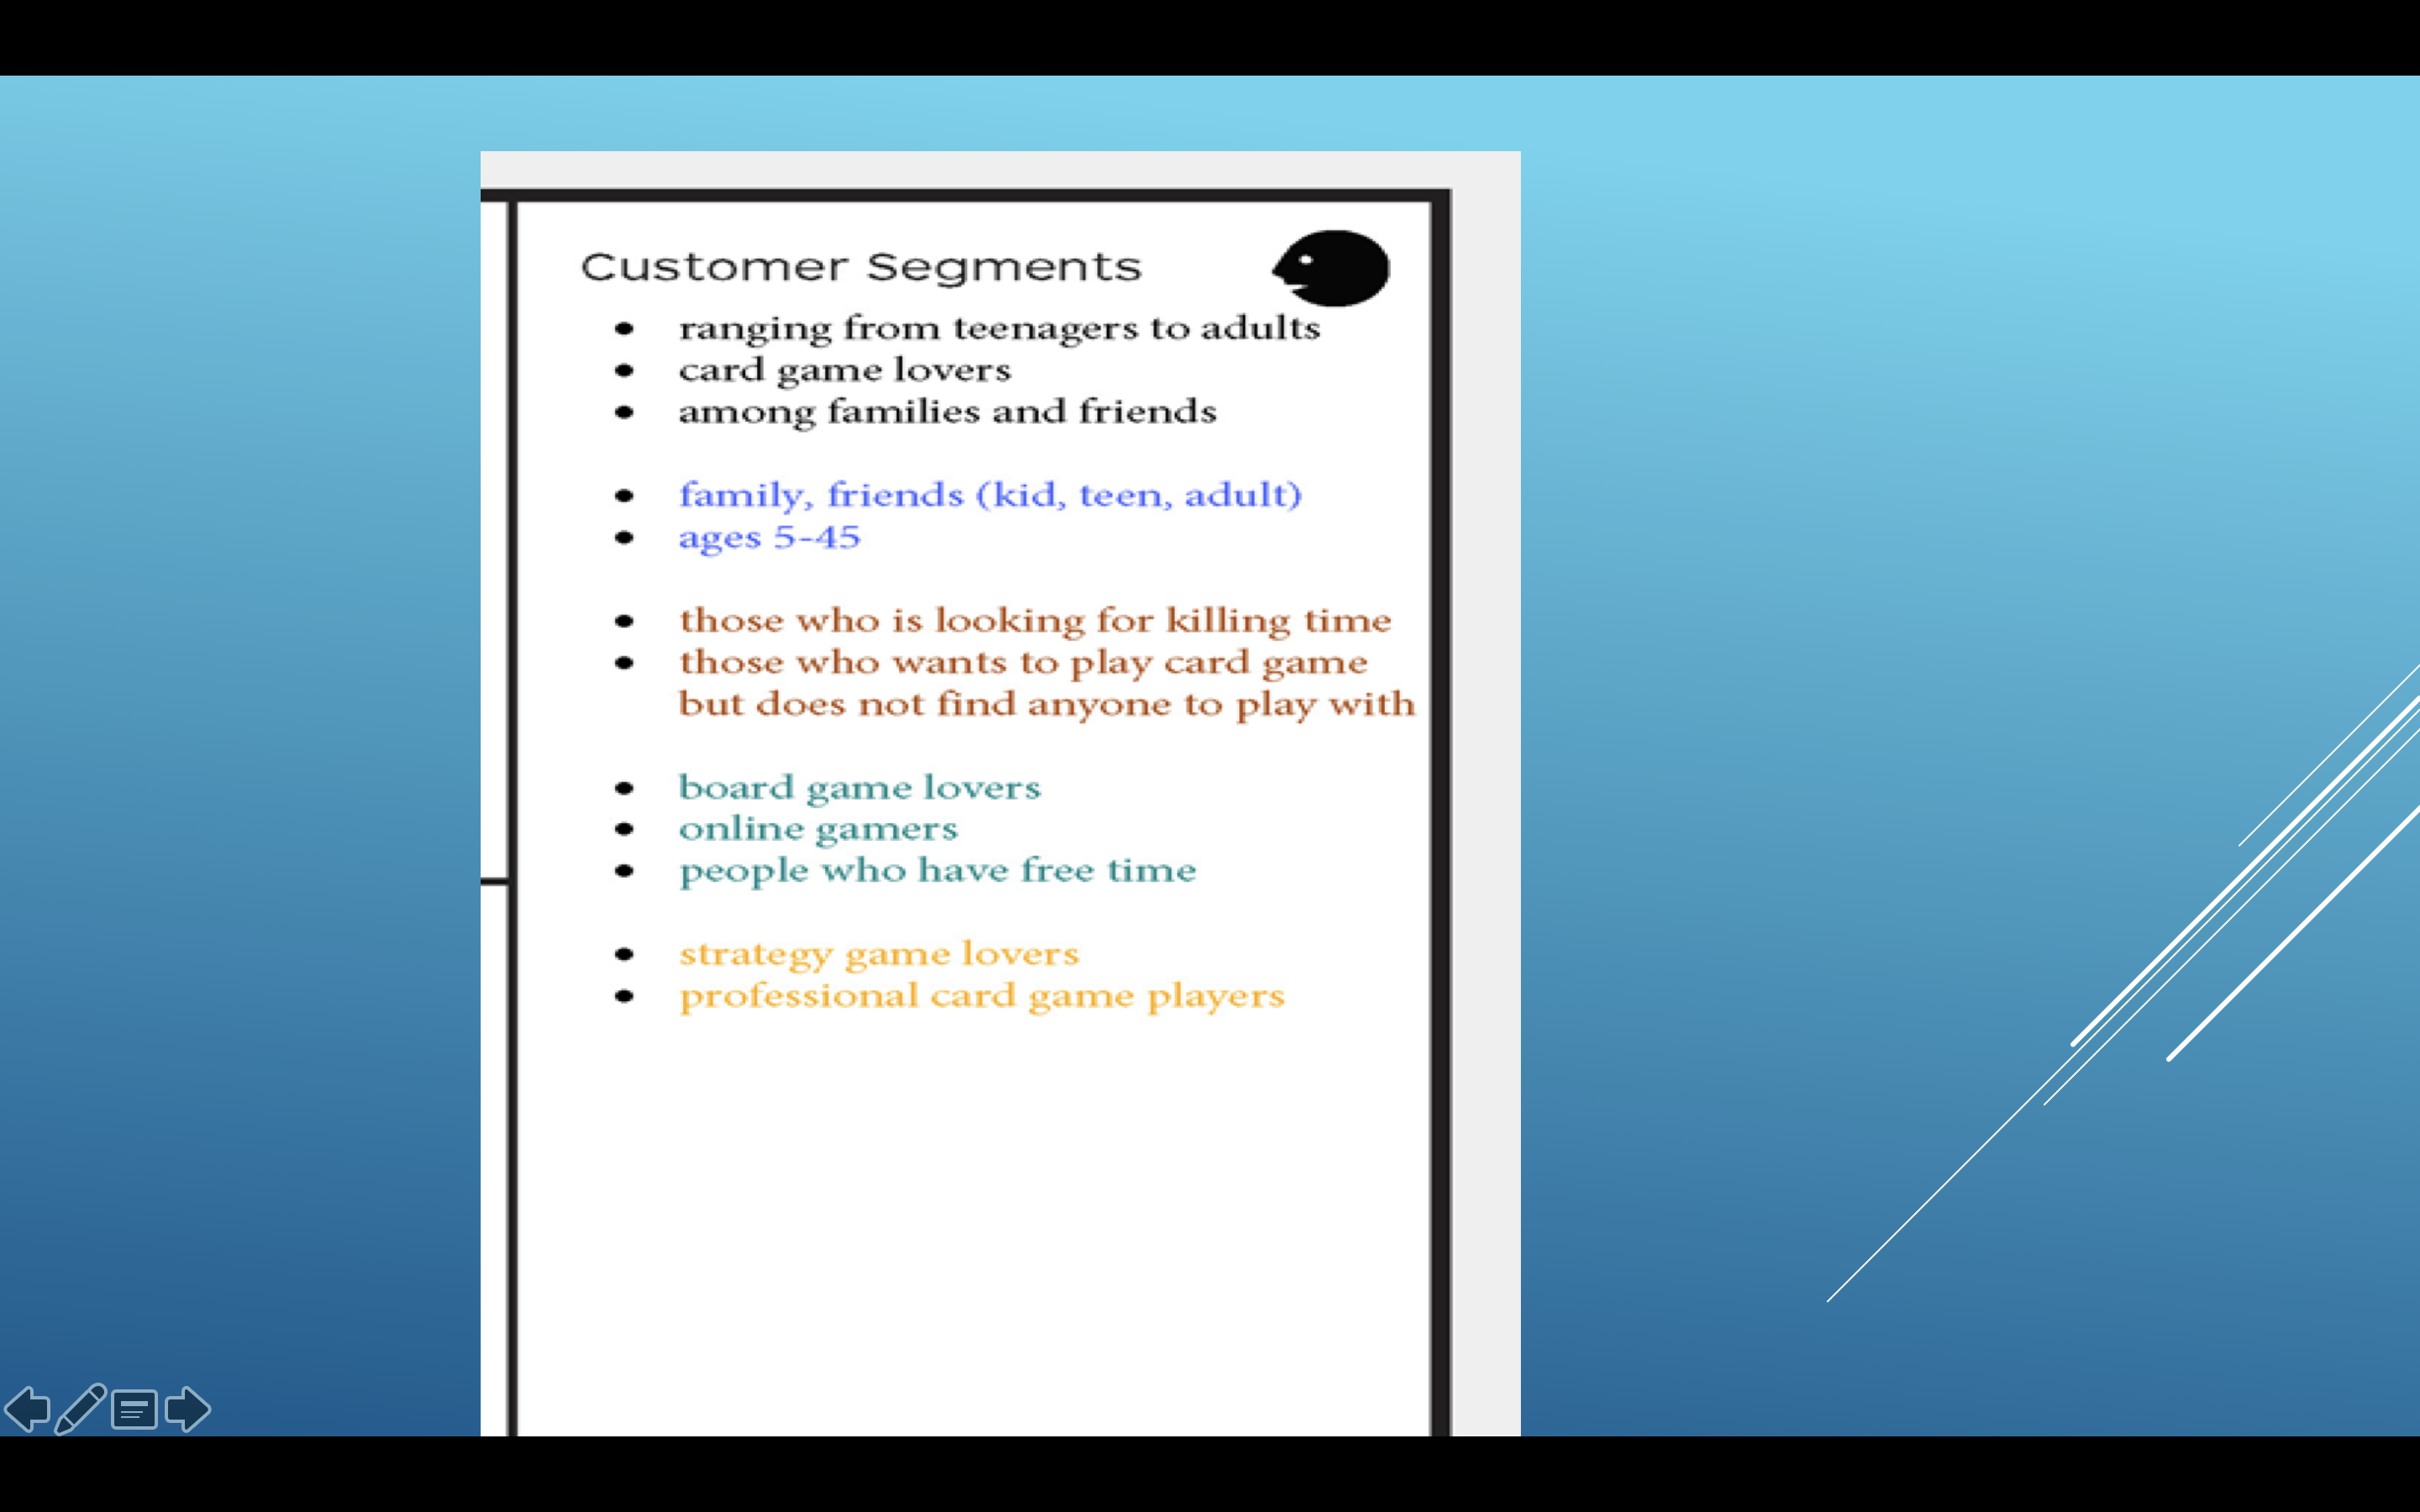 Customer Segments
• ranging from teenagers to adults
• card game lovers
• among families and friends
• family, friends (kid, teen, adult)
• ages 5-45
• those who is looking for killing time
• those who wants to play card game
but does not find anyone to play with
• board game lovers
• online gamers
• people who have free time
• strategy game lovers
• professional card game players